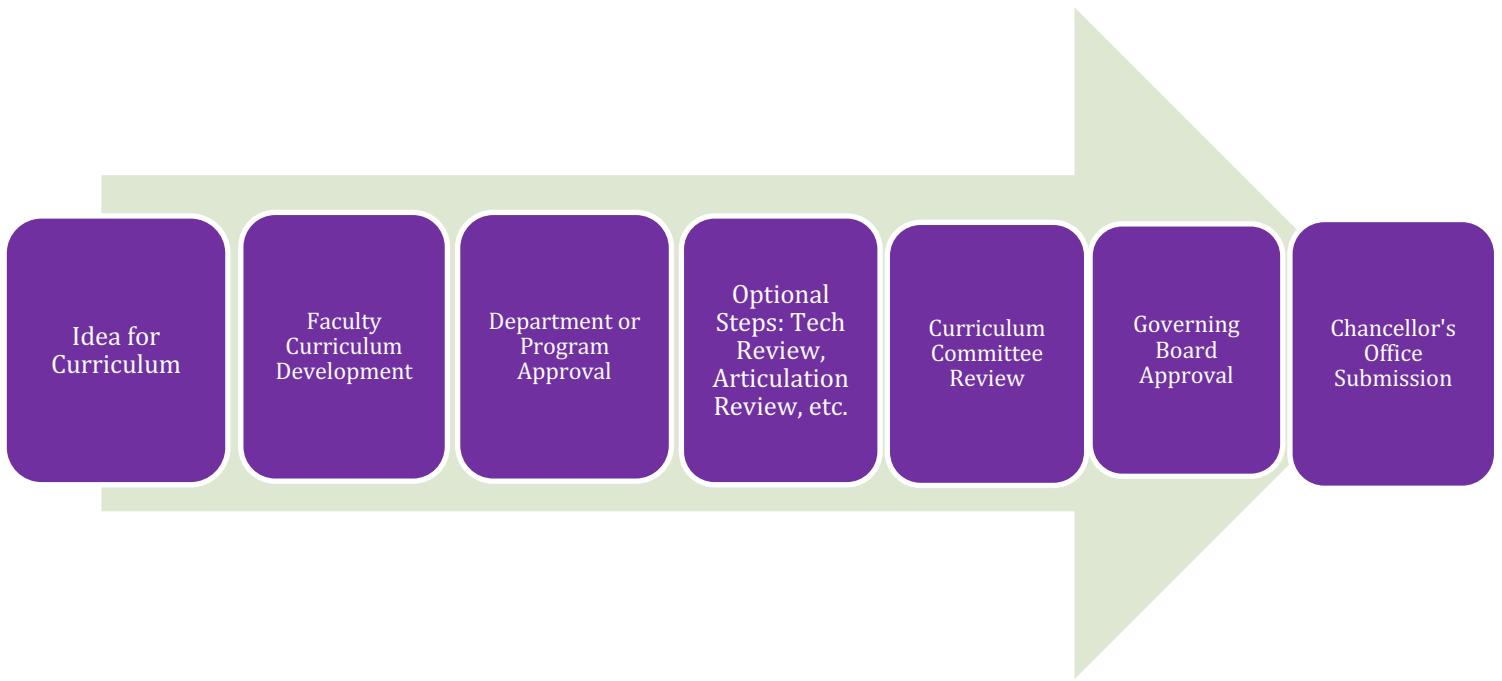 Idea for
Curriculum
Faculty
Curriculum
Development
Department or
Program
Approval
Optional
Steps: Tech
Review,
Articulation
Review, etc.
Curriculum
Committee
Review
Governing
Board
Approval
Chancellor's
Office
Submission